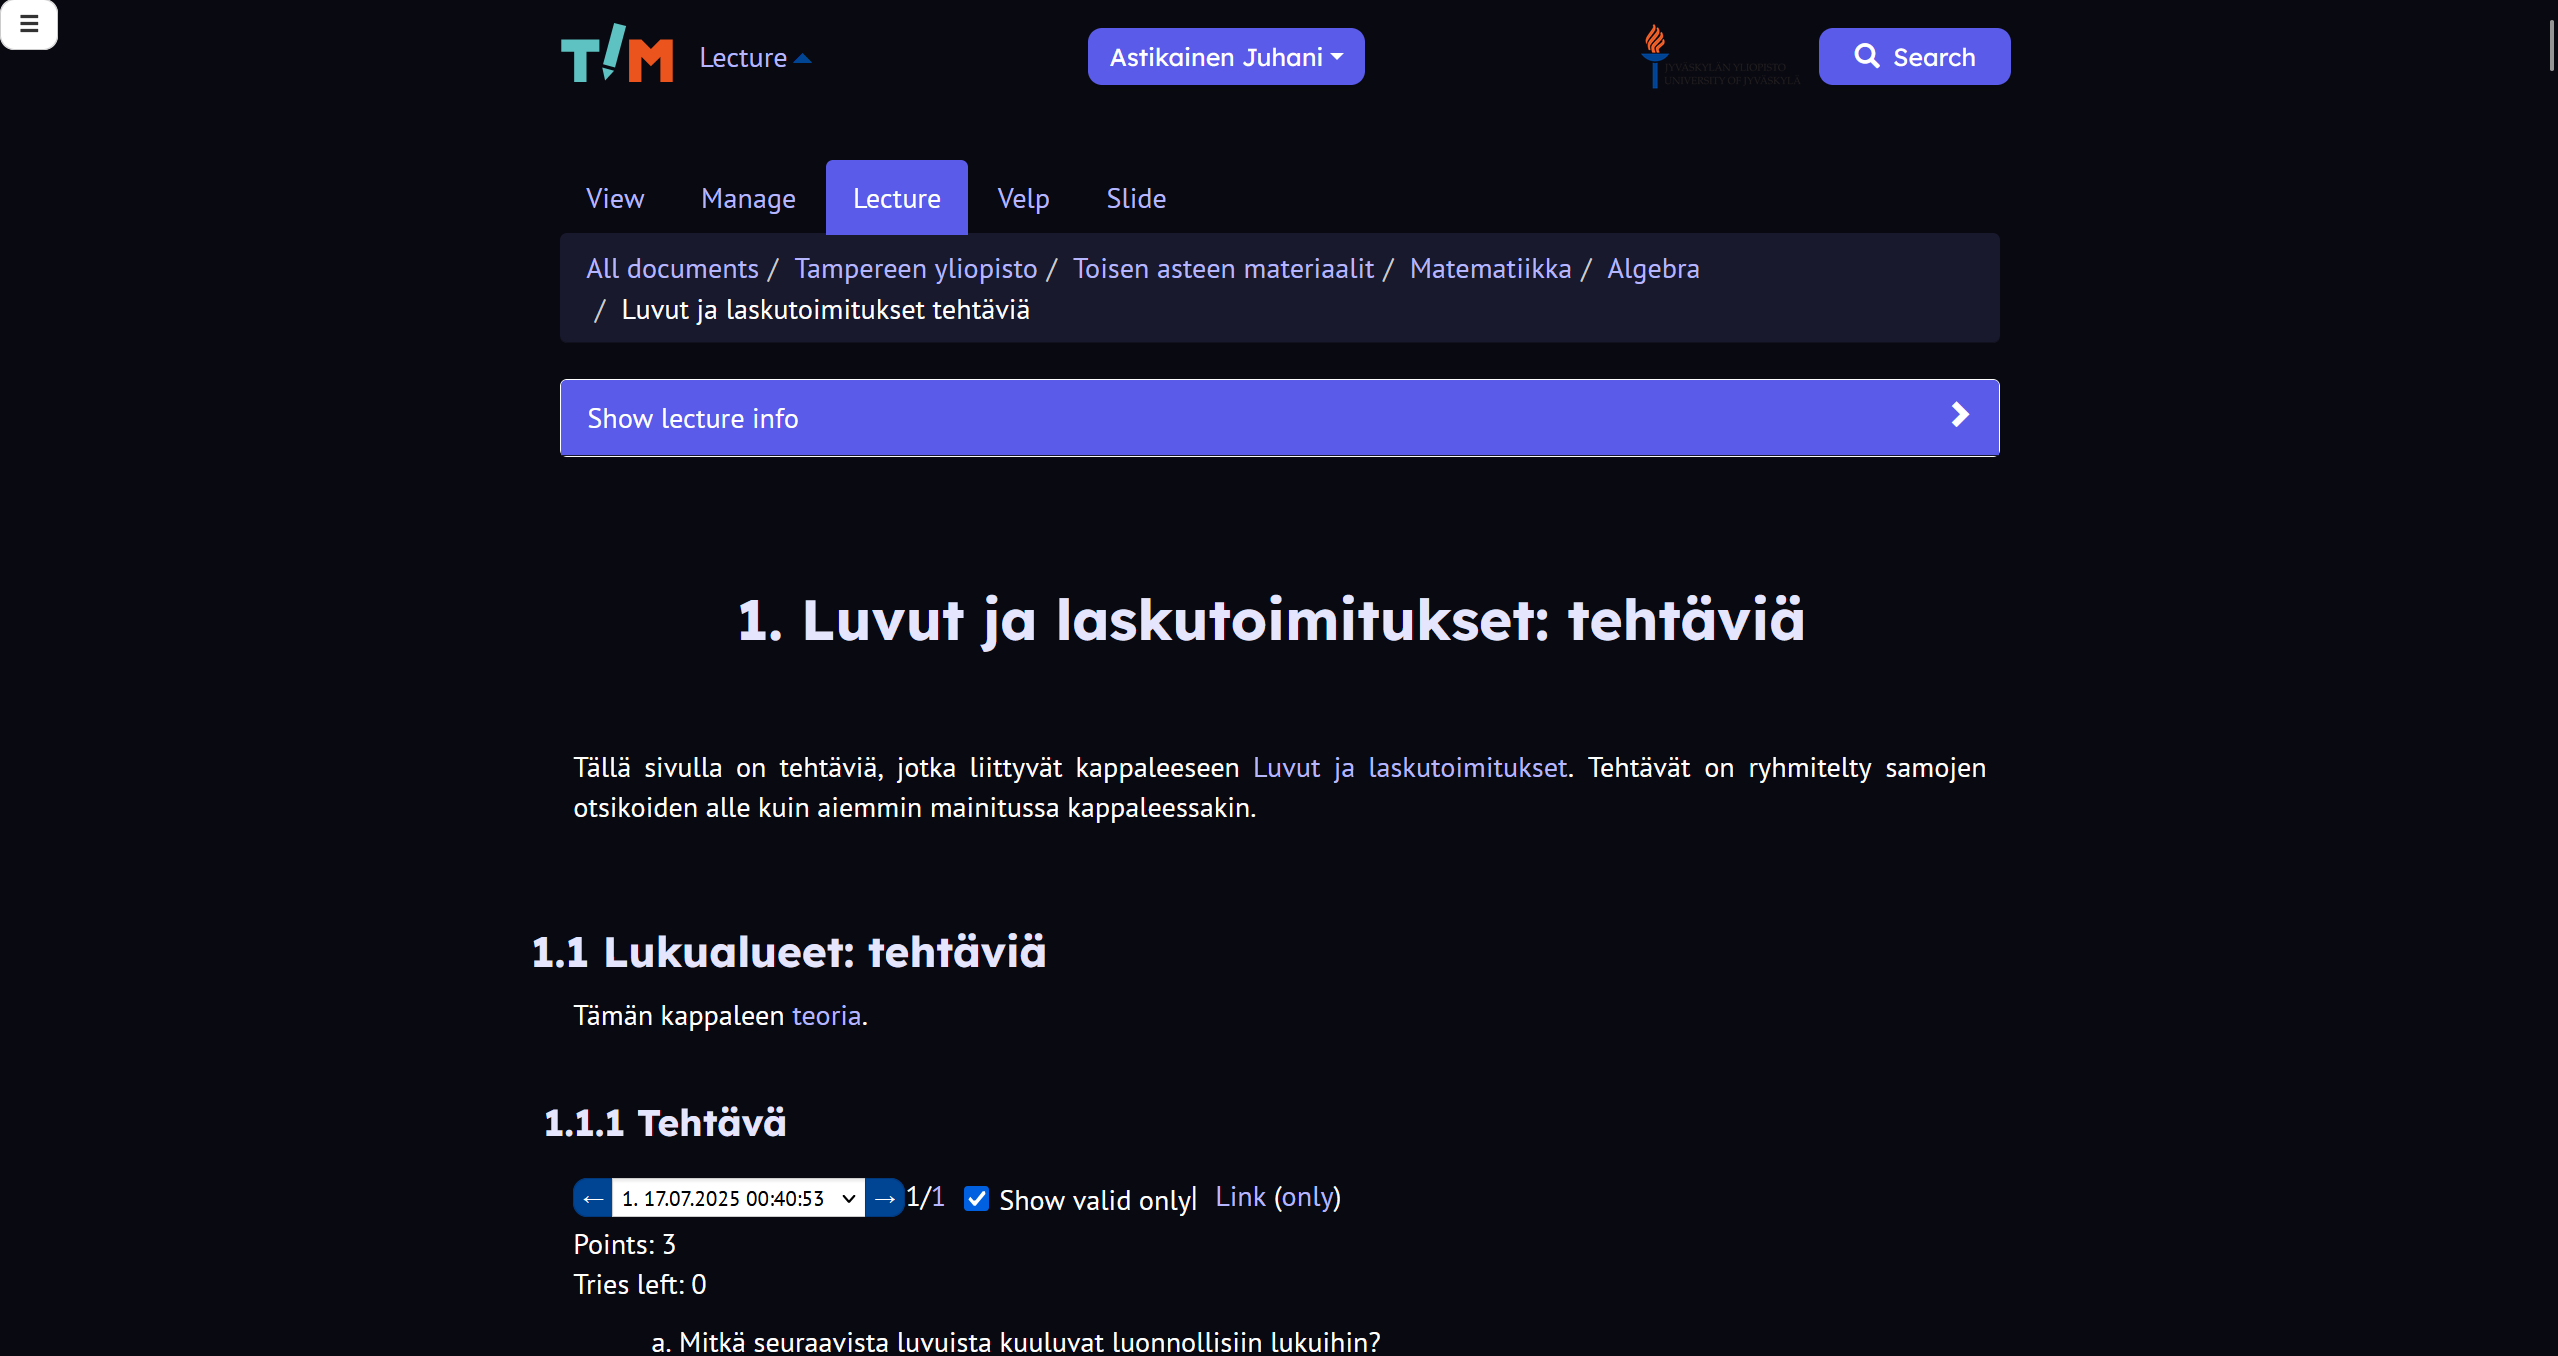 ☰
TIM
Lecture
Astikainen Juhani
JYVÄSKYLÄN YLIOPISTO
UNIVERSITY OF JYVÄSKYLÄ
Search
View Manage Lecture Velp Slide
All documents / Tampereen yliopisto / Toisen asteen materiaalit / Matematiikka / Algebra
/ Luvut ja laskutoimitukset tehtäviä
Show lecture info
1. Luvut ja laskutoimitukset: tehtäviä
Tällä sivulla on tehtäviä, jotka liittyvät kappaleeseen Luvut ja laskutoimitukset. Tehtävät on ryhmitelty samojen
otsikoiden alle kuin aiemmin mainitussa kappaleessakin.
1.1 Lukualueet: tehtäviä
Tämän kappaleen teoria.
1.1.1 Tehtävä
← 1. 17.07.2025 00:40:53 → 1/1 Show valid only| Link (only)
Points: 3
Tries left: 0
a. Mitkä seuraavista luvuista kuuluvat luonnollisiin lukuihin?